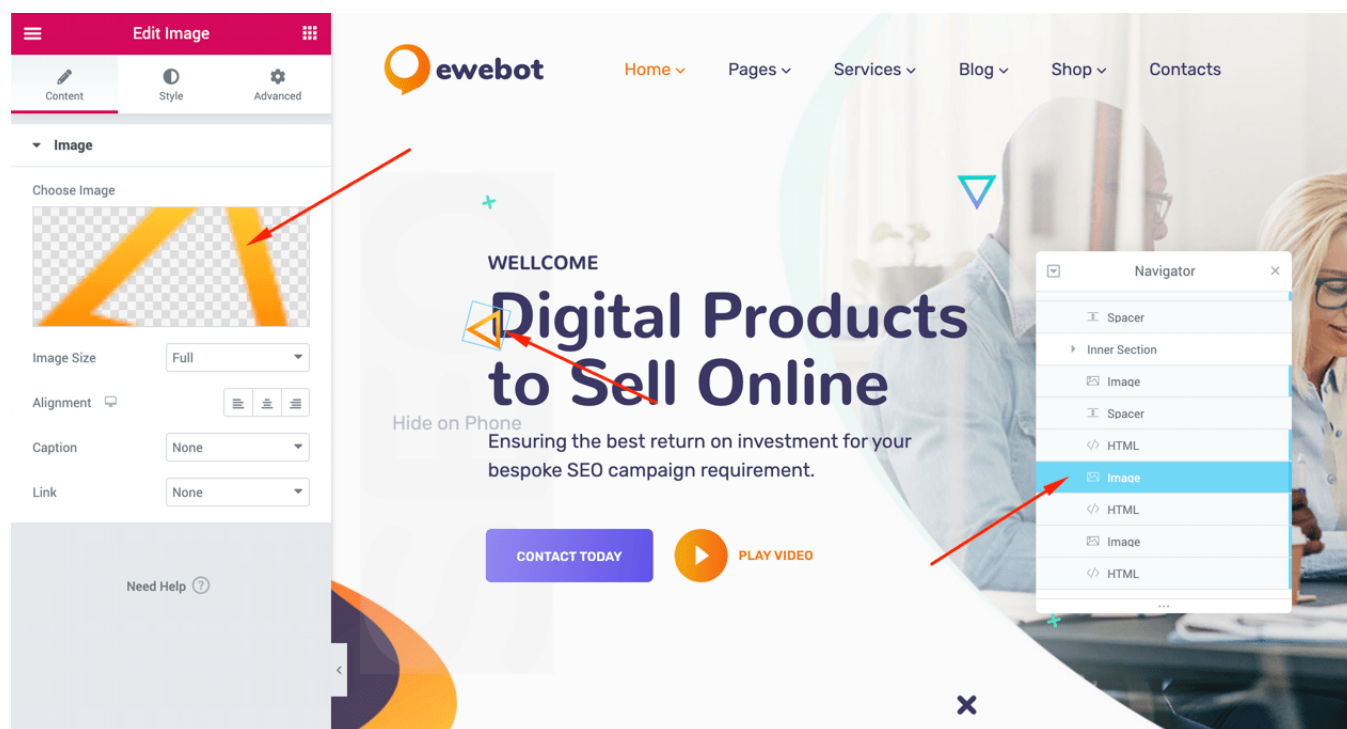 Edit Image
Content
Style
Advanced
Image
Choose Image
Image Size
Full
Alignment
Caption
None
Link
None
Need Help ?
ewebot
Home
Pages
Services
Blog
Shop
Contacts
WELLCOME
Digital Products
to Sell Online
Hide on Phone
Ensuring the best return on investment for your
bespoke SEO campaign requirement.
CONTACT TODAY
PLAY VIDEO
Navigator
Spacer
Inner Section
Image
Spacer
</> HTML
Image
</> HTML
Image
</> HTML
...